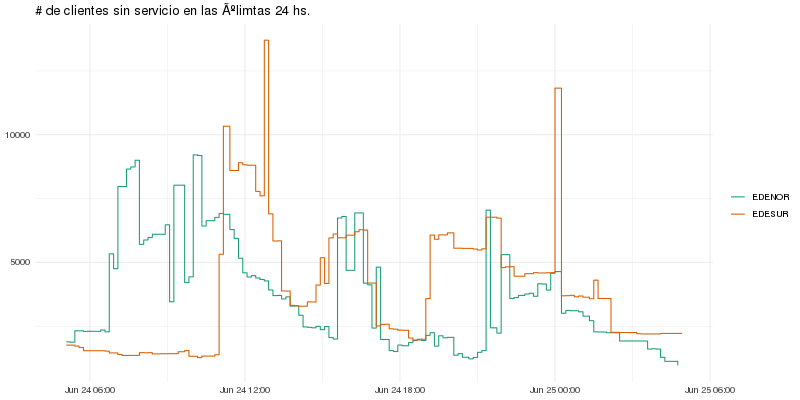 # de clientes sin servicio en las Ãºlimtas 24 hs.
10000
5000
EDENOR
EDESUR
Jun 24 06:00
Jun 24 12:00
Jun 24 18:00
Jun 25 00:00
Jun 25 06:00